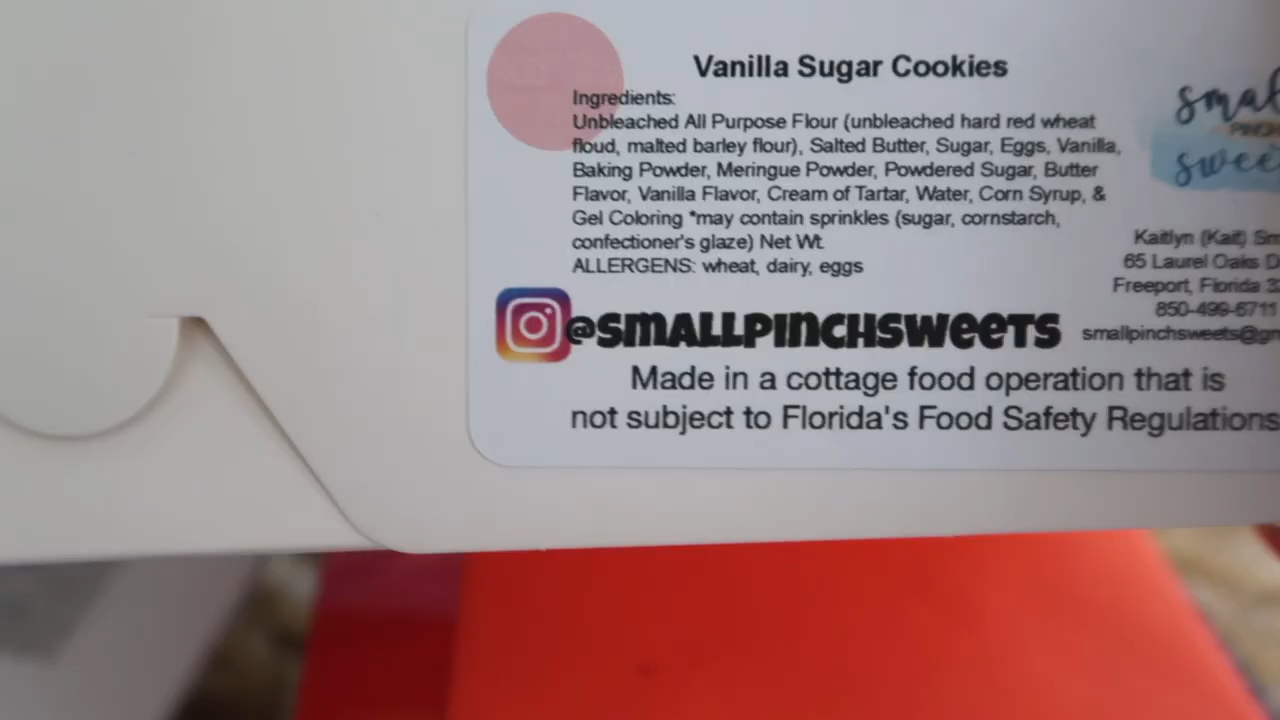 Vanilla Sugar Cookies
Ingredients:
Unbleached All Purpose Flour (unbleached hard red wheat
floud, malted barley flour), Salted Butter, Sugar, Eggs, Vanilla,
Baking Powder, Meringue Powder, Powdered Sugar, Butter
Flavor, Vanilla Flavor, Cream of Tartar, Water, Corn Syrup, &
Gel Coloring *may contain sprinkles (sugar, cornstarch,
confectioner's glaze) Net Wt.
ALLERGENS: wheat, dairy, eggs
@SMALLPINCHSWEETS
Made in a cottage food operation that is
not subject to Florida's Food Safety Regulations
Kaitlyn (Kait)
65 Laurel Oaks
Freeport, Florida
850-499-6711
smallpinchsweets@